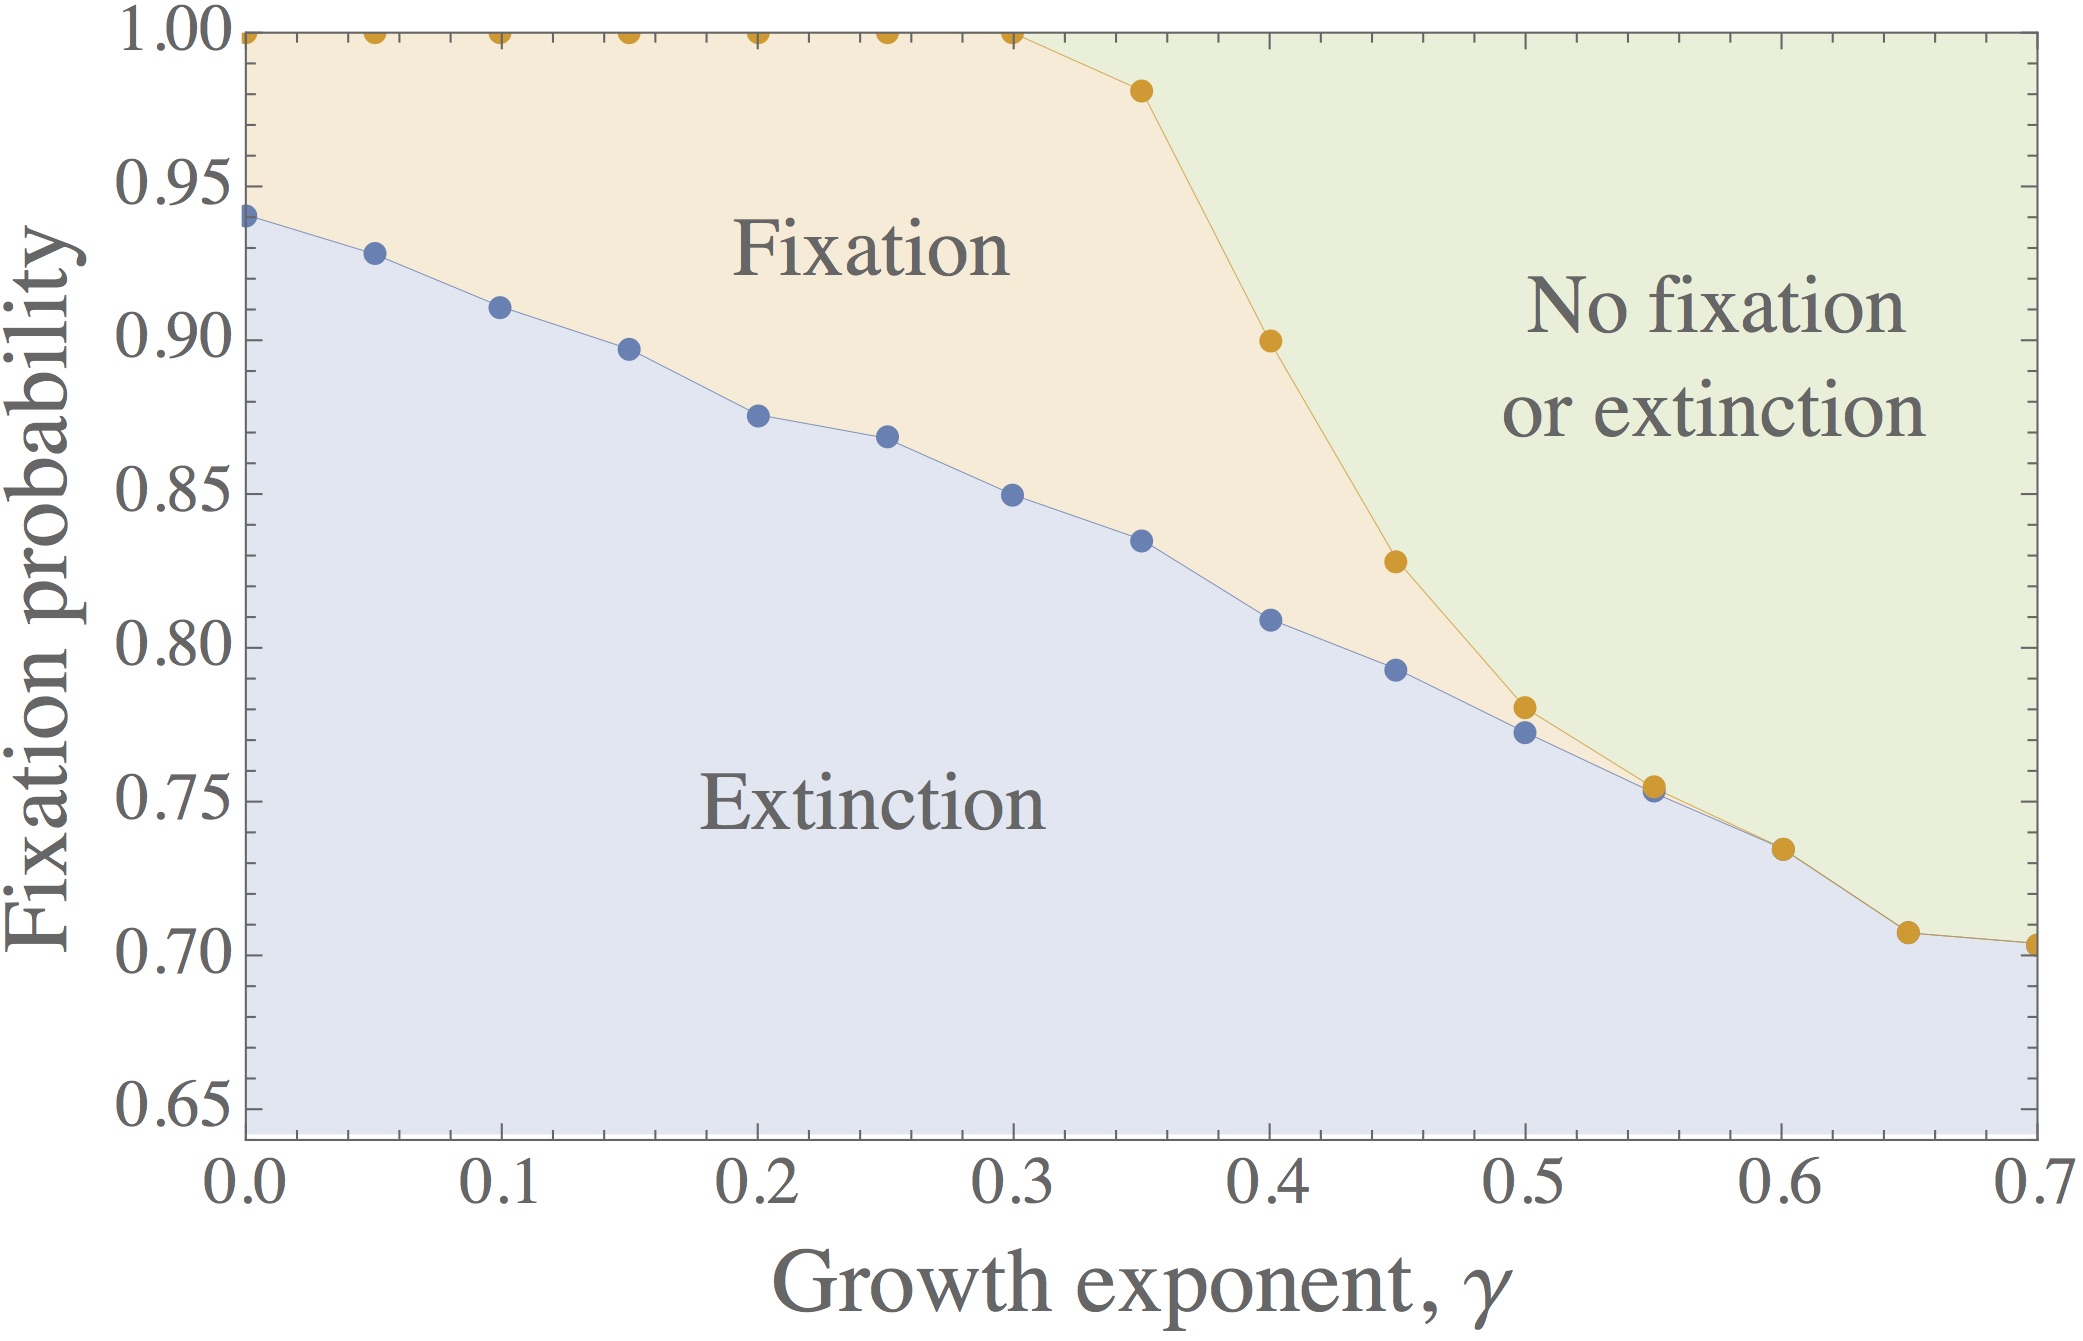 Fixation probability
1.00
0.95
0.90
0.85
0.80
0.75
0.70
0.65
Fixation
No fixation
or extinction
Extinction
0.0 0.1 0.2 0.3 0.4 0.5 0.6 0.7
Growth exponent, γ